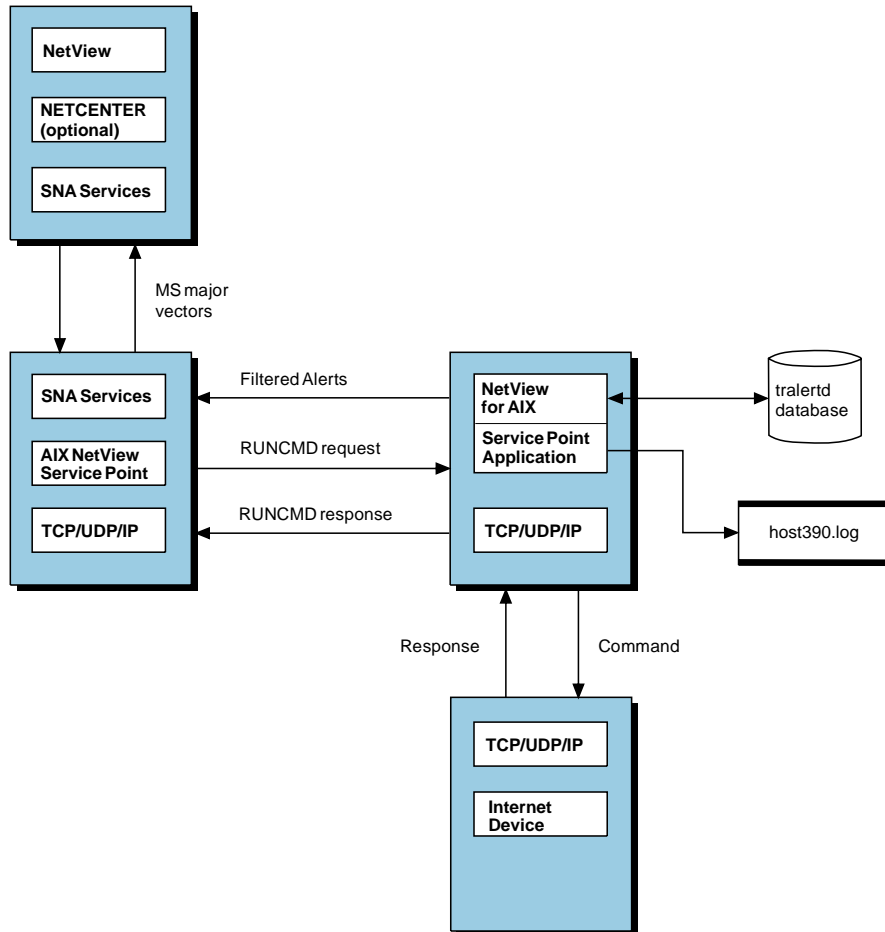 NetView
NETCENTER
(optional)
SNA Services
MS major
vectors
SNA Services
AIX NetView
Service Point
TCP/UDP/IP
Filtered Alerts
RUNCMD request
RUNCMD response
NetView
for AIX
Service Point
Application
TCP/UDP/IP
tralertd
database
host390.log
Response
Command
TCP/UDP/IP
Internet
Device